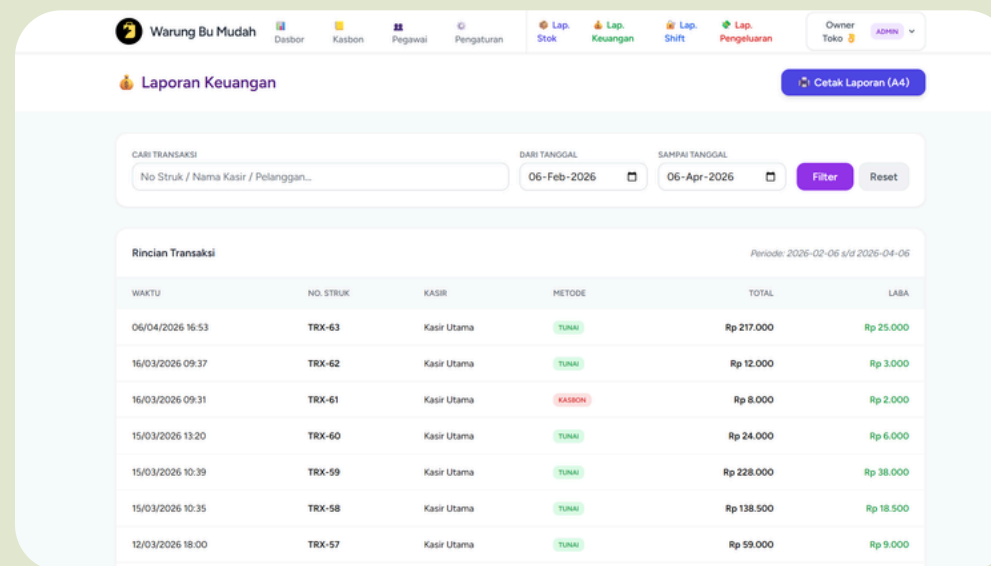 Warung Bu Mudah
Dasbor
Kasbon
Pegawai
Pengaturan
Lap. Stok
Lap. Keuangan
Lap. Shift
Lap. Pengeluaran
Owner Toko
ADMIN
Laporan Keuangan
Cetak Laporan (A4)
CARI TRANSAKSI
DARI TANGGAL
SAMPAI TANGGAL
No Struk / Nama Kasir / Pelanggan...
06-Feb-2026
06-Apr-2026
Filter
Reset
Rincian Transaksi
Periode: 2026-02-06 s/d 2026-04-06
WAKTU NO. STRUK KASIR METODE TOTAL LABA
06/04/2026 16:53 TRX-63 Kasir Utama TUNAI Rp 217.000 Rp 25.000
16/03/2026 09:37 TRX-62 Kasir Utama TUNAI Rp 12.000 Rp 3.000
16/03/2026 09:31 TRX-61 Kasir Utama KASBON Rp 8.000 Rp 2.000
15/03/2026 13:20 TRX-60 Kasir Utama TUNAI Rp 24.000 Rp 6.000
15/03/2026 10:39 TRX-59 Kasir Utama TUNAI Rp 228.000 Rp 38.000
15/03/2026 10:35 TRX-58 Kasir Utama TUNAI Rp 138.500 Rp 18.500
12/03/2026 18:00 TRX-57 Kasir Utama TUNAI Rp 59.000 Rp 9.000